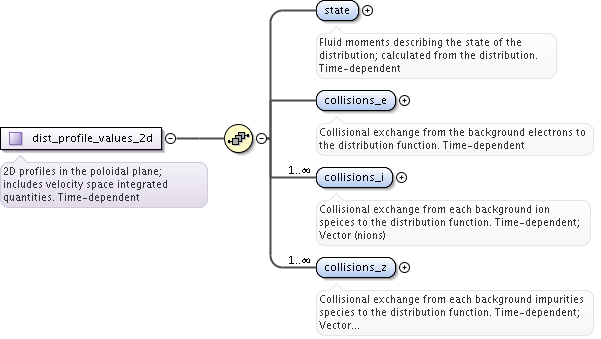 state
Fluid moments describing the state of the
distribution; calculated from the distribution.
Time-dependent
collisions_e
Collisional exchange from the background electrons to
the distribution function. Time-dependent
dist_profile_values_2d
2D profiles in the poloidal plane;
includes velocity space integrated
quantities. Time-dependent
1..∞
collisions_i
Collisional exchange from each background ion
speices to the distribution function. Time-dependent;
Vector (nions)
1..∞
collisions_z
Collisional exchange from each background impurities
species to the distribution function. Time-dependent;
Vector...